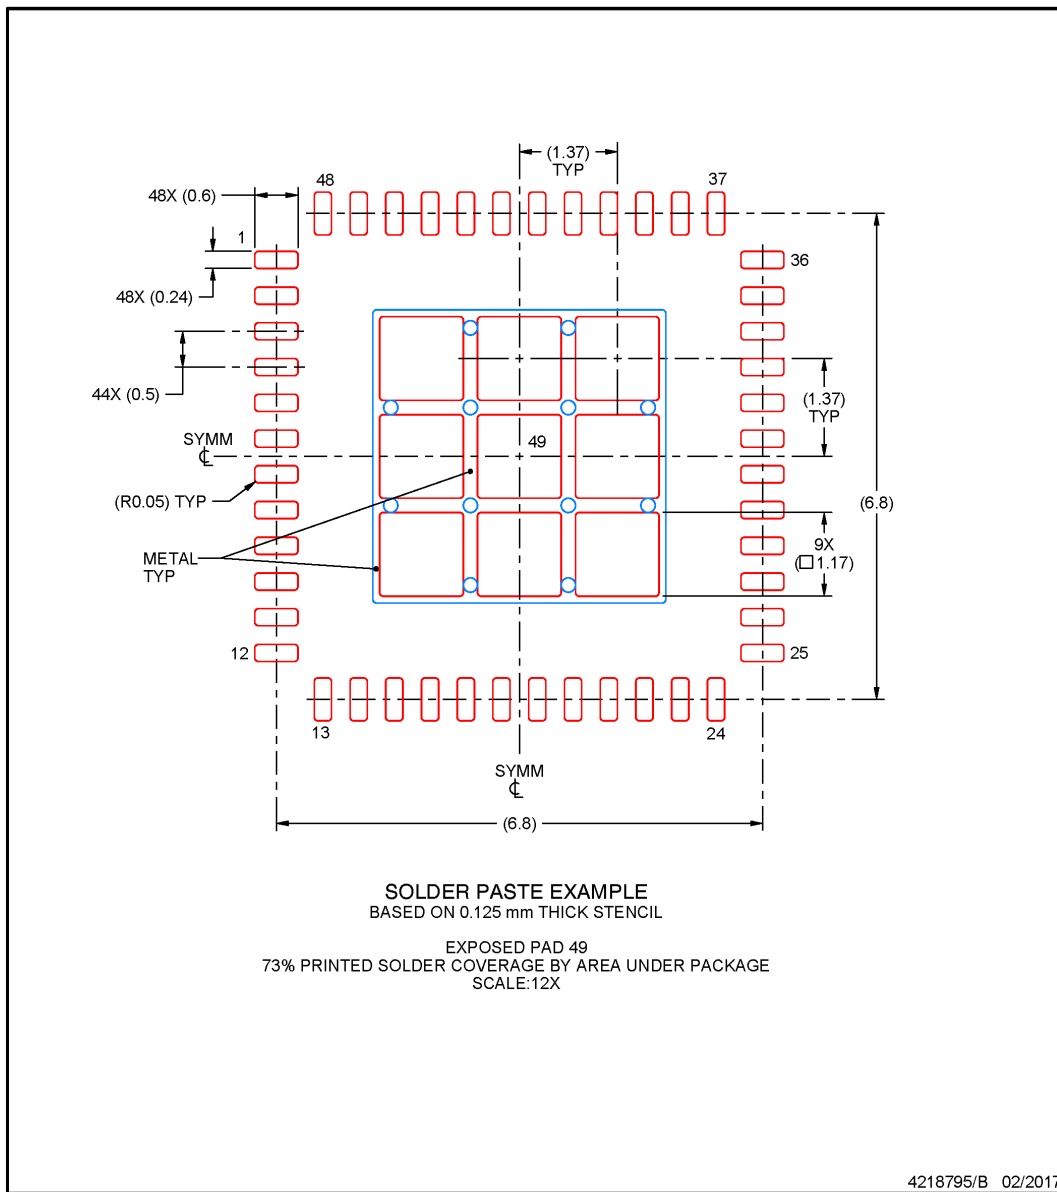 (1.37)
TYP
48X (0.6)
48
37
1
36
48X (0.24)
44X (0.5)
(1.37)
TYP
SYMM
℄
49
(R0.05) TYP
(6.8)
METAL
TYP
9X
(□1.17)
12
25
13
24
SYMM
℄
(6.8)
SOLDER PASTE EXAMPLE
BASED ON 0.125 mm THICK STENCIL
EXPOSED PAD 49
73% PRINTED SOLDER COVERAGE BY AREA UNDER PACKAGE
SCALE:12X
4218795/B 02/2017